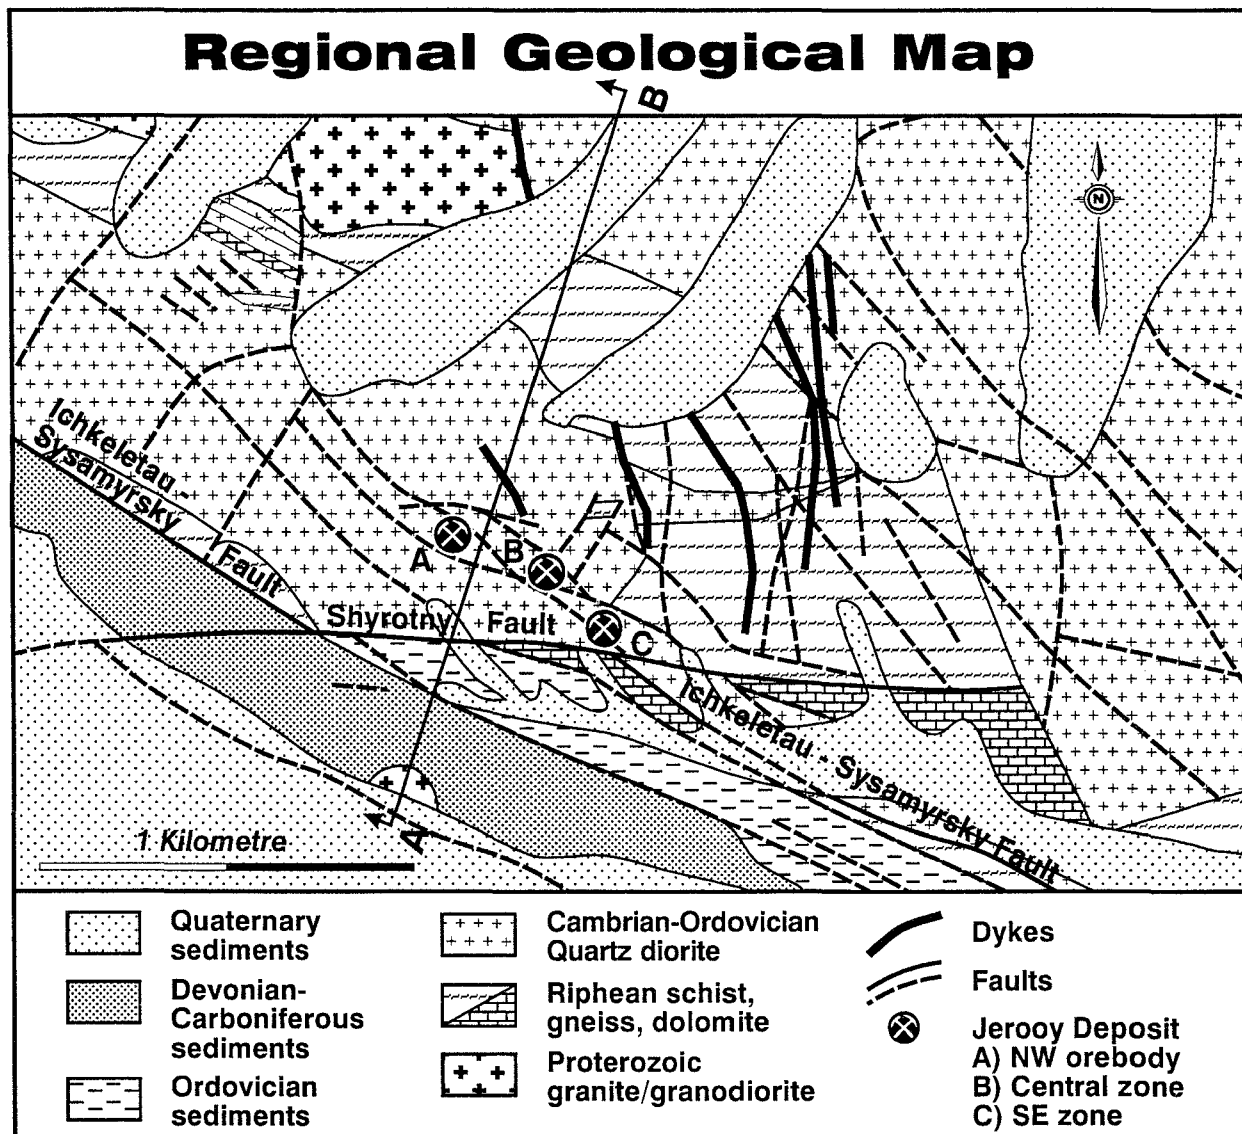 Regional Geological Map
B
N
Ichkeletau -
Sysamyrsky
Fault
A
B
Shyrotny Fault
C
Ichkeletau - Sysamyrsky Fault
A
1 Kilometre
Quaternary
sediments
Devonian-
Carboniferous
sediments
Ordovician
sediments
Cambrian-Ordovician
Quartz diorite
Riphean schist,
gneiss, dolomite
Proterozoic
granite/granodiorite
Dykes
Faults
Jerooy Deposit
A) NW orebody
B) Central zone
C) SE zone